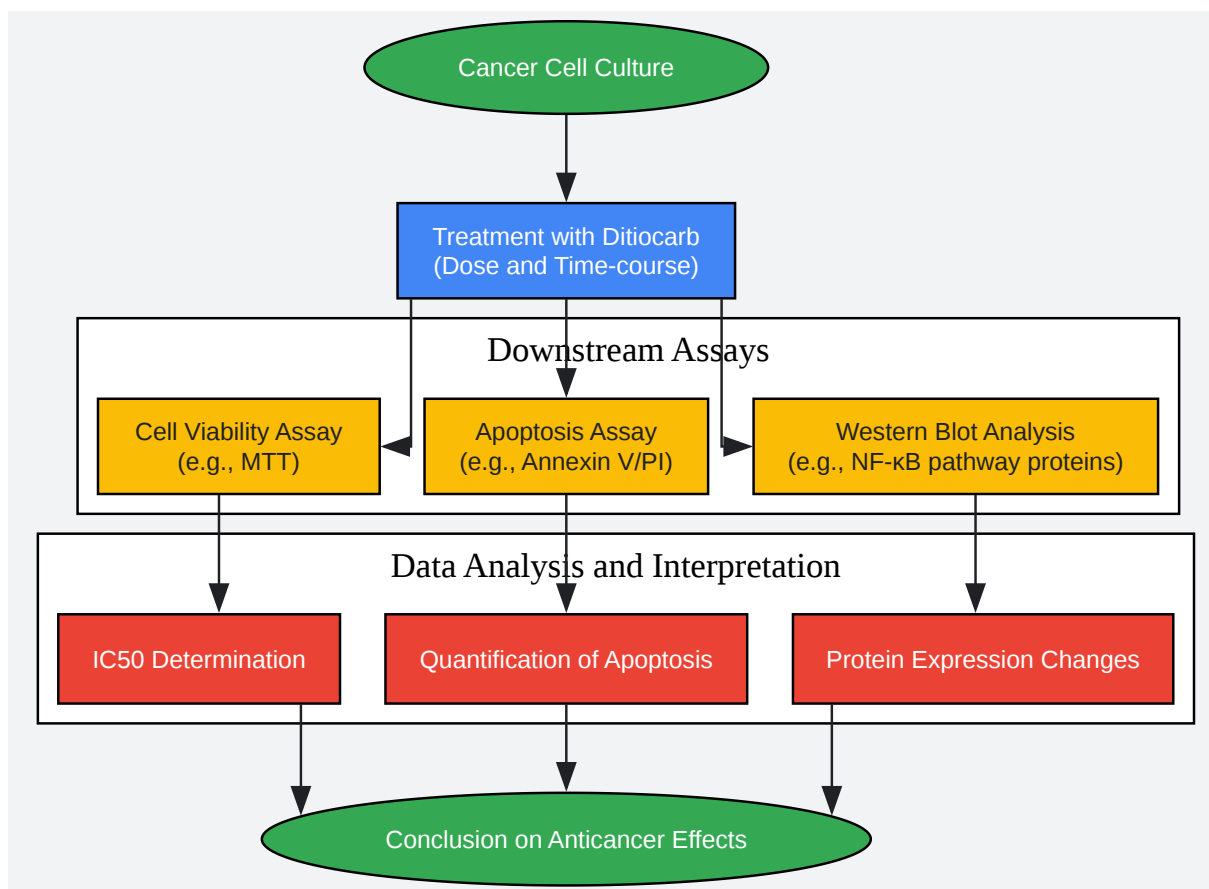 Cancer Cell Culture
Treatment with Ditiocarb
(Dose and Time-course)
Downstream Assays
Cell Viability Assay
(e.g., MTT)
Apoptosis Assay
(e.g., Annexin V/PI)
Western Blot Analysis
(e.g., NF-κB pathway proteins)
Data Analysis and Interpretation
IC50 Determination
Quantification of Apoptosis
Protein Expression Changes
Conclusion on Anticancer Effects